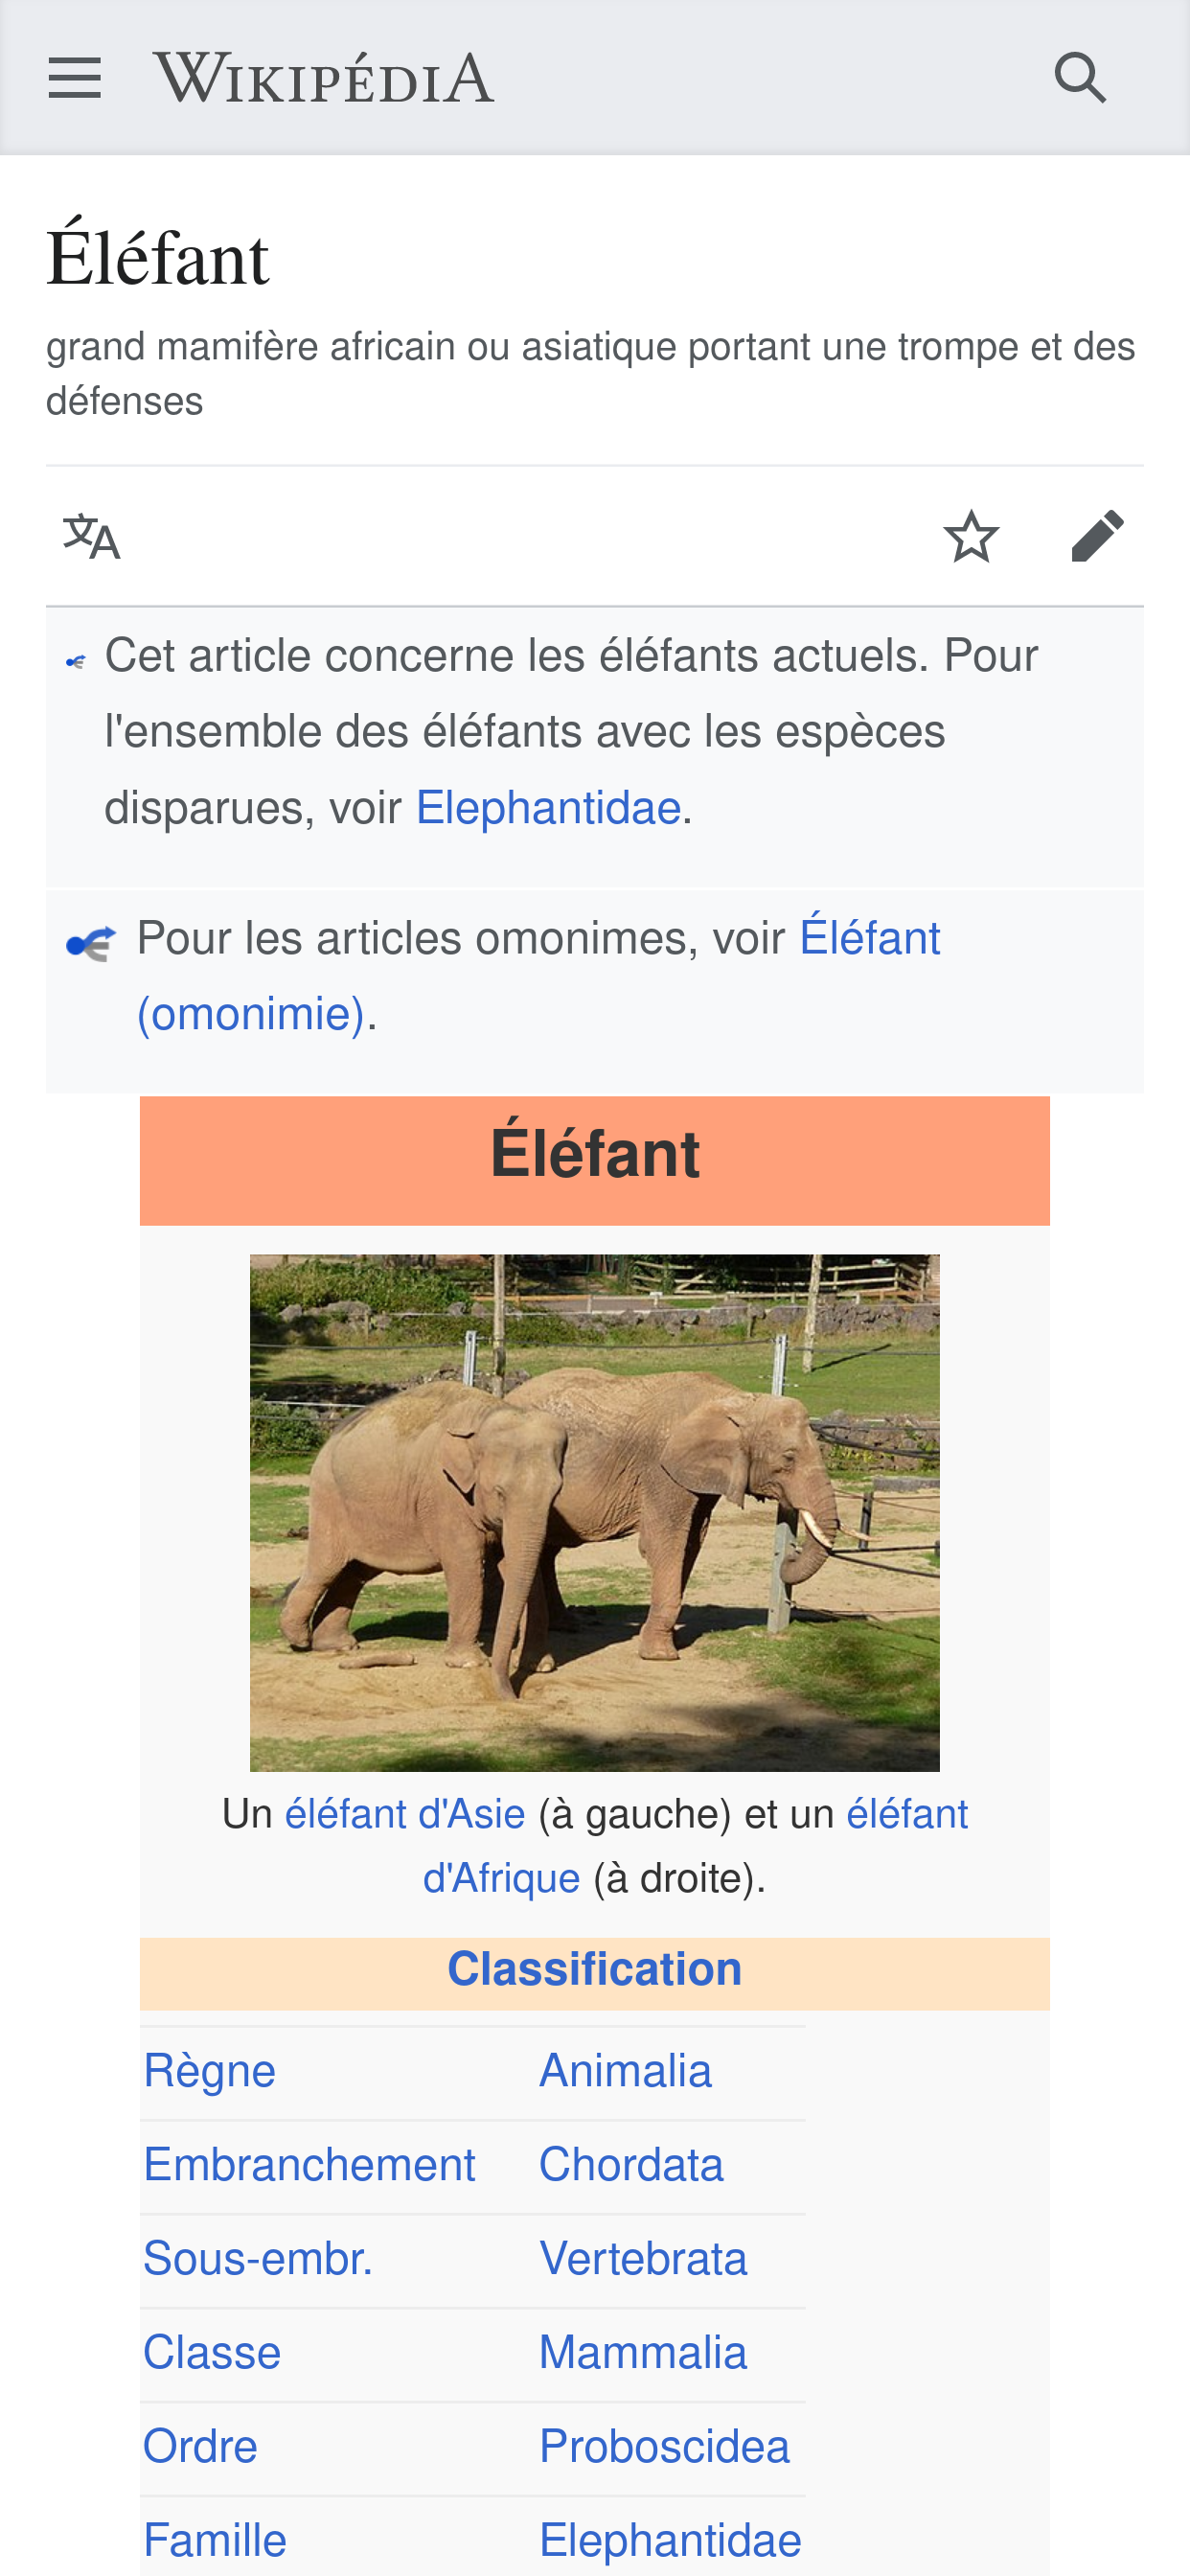 WIKIPÉDIA
Éléfant
grand mamifère africain ou asiatique portant une trompe et des
défenses
文A
Cet article concerne les éléfants actuels. Pour
l'ensemble des éléfants avec les espèces
disparues, voir Elephantidae.
Pour les articles omonimes, voir Éléfant
(omonimie).
Éléfant
Un éléfant d'Asie (à gauche) et un éléfant
d'Afrique (à droite).
Classification
Règne Animalia
Embranchement Chordata
Sous-embr. Vertebrata
Classe Mammalia
Ordre Proboscidea
Famille Elephantidae